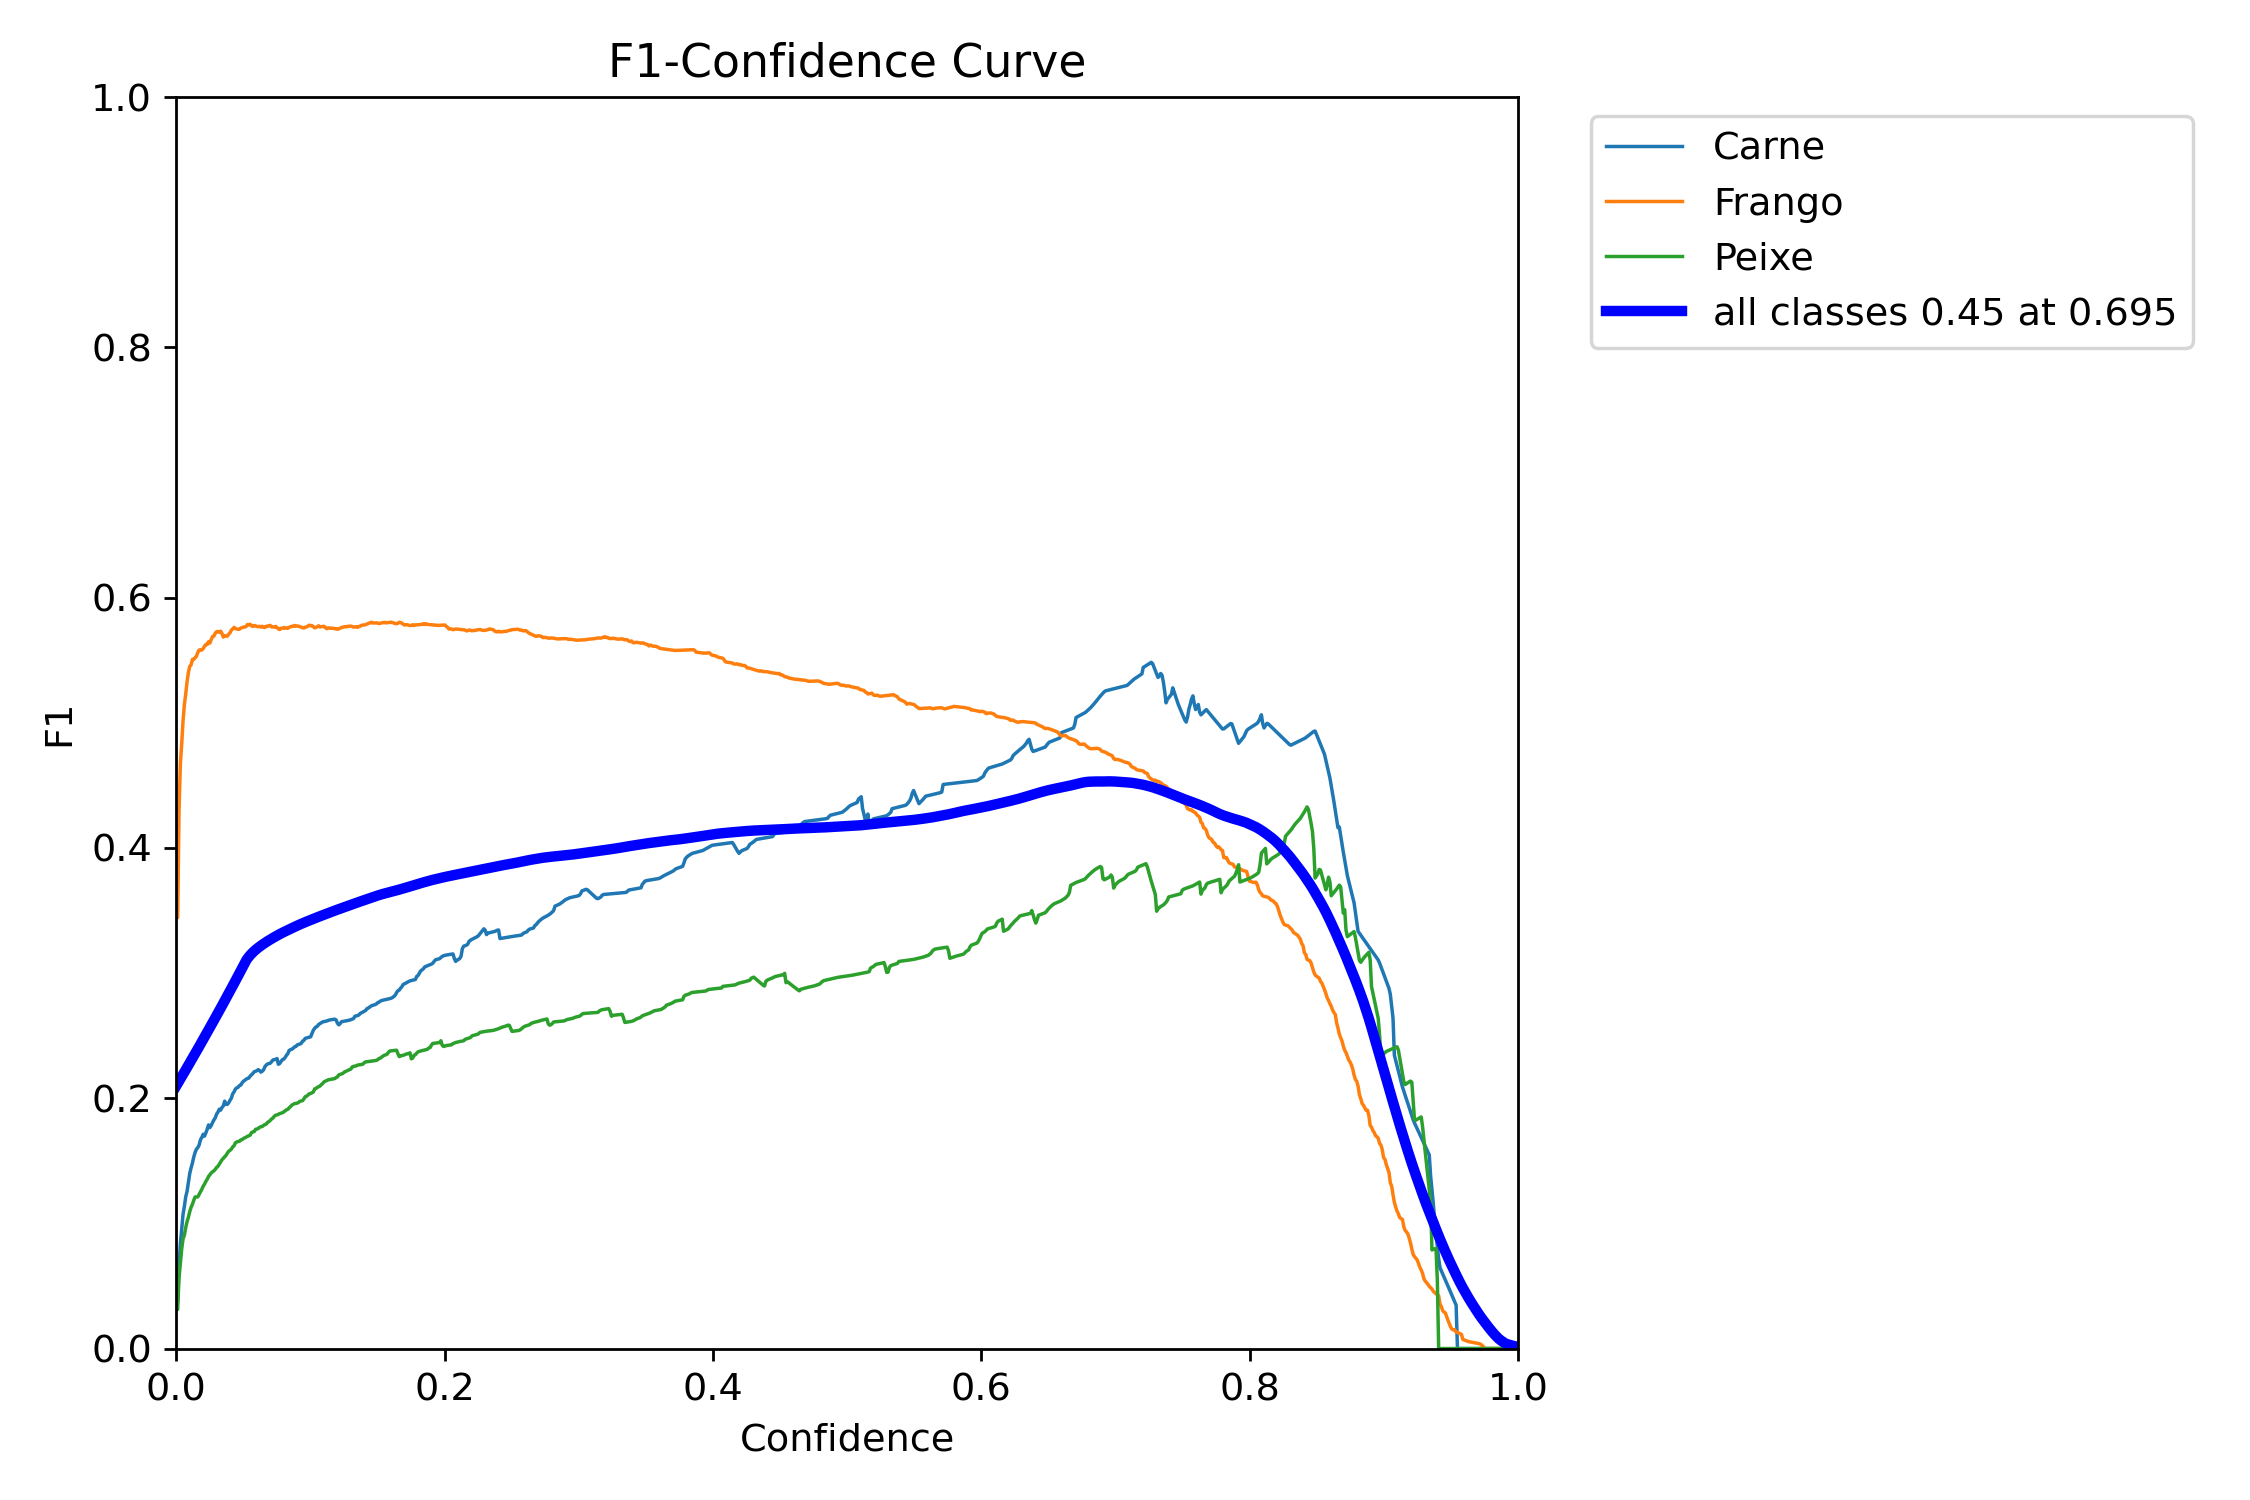 F1-Confidence Curve
1.0
0.8
0.6
0.4
0.2
0.0
F1
0.0 0.2 0.4 0.6 0.8 1.0
Confidence
Carne
Frango
Peixe
all classes 0.45 at 0.695